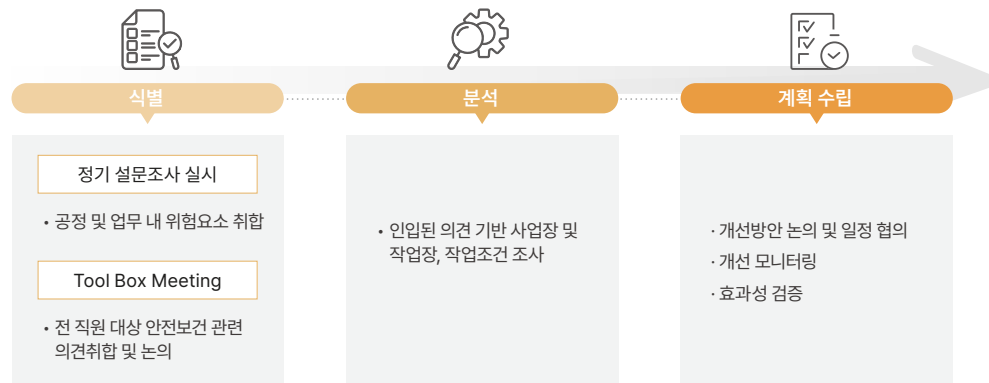 식별
정기 설문조사 실시
• 공정 및 업무 내 위험요소 취합
Tool Box Meeting
• 전 직원 대상 안전보건 관련
의견취합 및 논의
분석
• 인입된 의견 기반 사업장 및
작업장, 작업조건 조사
계획 수립
· 개선방안 논의 및 일정 협의
· 개선 모니터링
· 효과성 검증